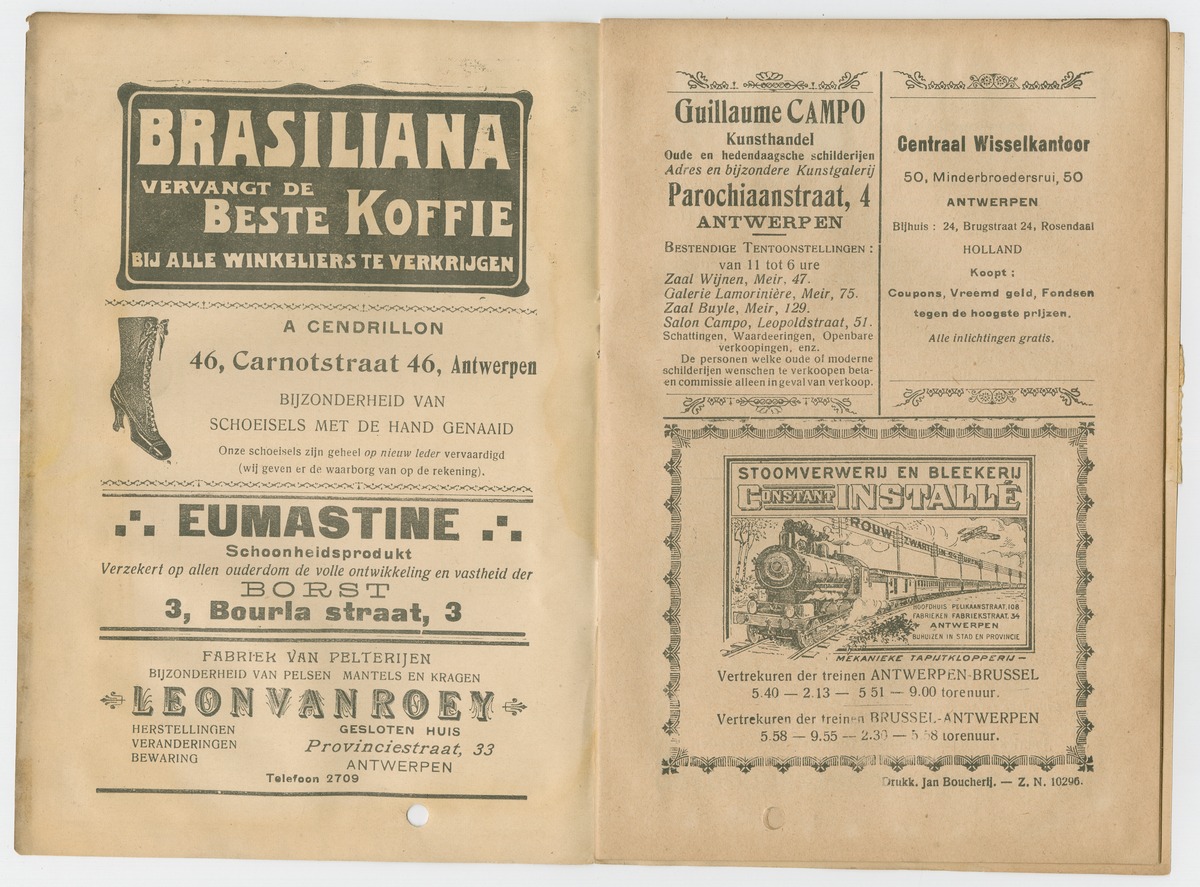 BRASILIANA
VERVANGT DE
BESTE KOFFIE
BIJ ALLE WINKELIERS TE VERKRIJGEN
A CENDRILLON
46, Carnotstraat 46, Antwerpen
BIJZONDERHEID VAN
SCHOEISELS MET DE HAND GENAAID
Onze schoeisels zijn geheel op nieuw leder vervaardigd
(wij geven er de waarborg van op de rekening).
EUMASTINE
Schoonheidsprodukt
Verzekert op allen ouderdom de volle ontwikkeling en vastheid der
BORST
3, Bourla straat, 3
FABRIEK VAN PELTERIJEN
BIJZONDERHEID VAN PELSEN MANTELS EN KRAGEN
LEON VAN ROEY
HERSTELLINGEN
VERANDERINGEN
BEWARING
GESLOTEN HUIS
Provinciestraat, 33
ANTWERPEN
Telefoon 2709
Guillaume CAMPO
Kunsthandel
Oude en hedendaagsche schilderijen
Adres en bijzondere Kunstgalerij
Parochiaanstraat, 4
ANTWERPEN
BESTENDIGE TENTOONSTELLINGEN :
van 11 tot 6 ure
Zaal Wijnen, Meir, 47.
Galerie Lamorinière, Meir, 75.
Zaal Buyle, Meir, 129.
Salon Campo, Leopoldstraat, 51.
Schattingen, Waardeeringen, Openbare
verkoopingen, enz.
De personen welke oude of moderne
schilderijen wenschen te verkoopen beta-
en commissie alleen in geval van verkoop.
Centraal Wisselkantoor
50, Minderbroedersrui, 50
ANTWERPEN
Bijhuis : 24, Brugstraat 24, Rosendaal
HOLLAND
Koopt :
Coupons, Vreemd geld, Fondsen
tegen de hoogste prijzen.
Alle inlichtingen gratis.
STOOMVERWERIJ EN BLEEKERIJ
CONSTANT INSTALLÉ
ROUW ZWART IN 24
HOOFDHUIS PELIKAANSTRAAT. 108
FABRIEKEN FABRIEKSTRAAT. 34
ANTWERPEN
BIJHUIZEN IN STAD EN PROVINCIE
MEKANIEKE TAPIJTKLOPPERIJ —
Vertrekuren der treinen ANTWERPEN-BRUSSEL
5.40 — 2.13 — 5 51 — 9.00 torenuur.
Vertrekuren der treinen BRUSSEL-ANTWERPEN
5.58 — 9.55 — 2.30 — 5 58 torenuur.
Drukk. Jan Boucherij. — Z. N. 10296.